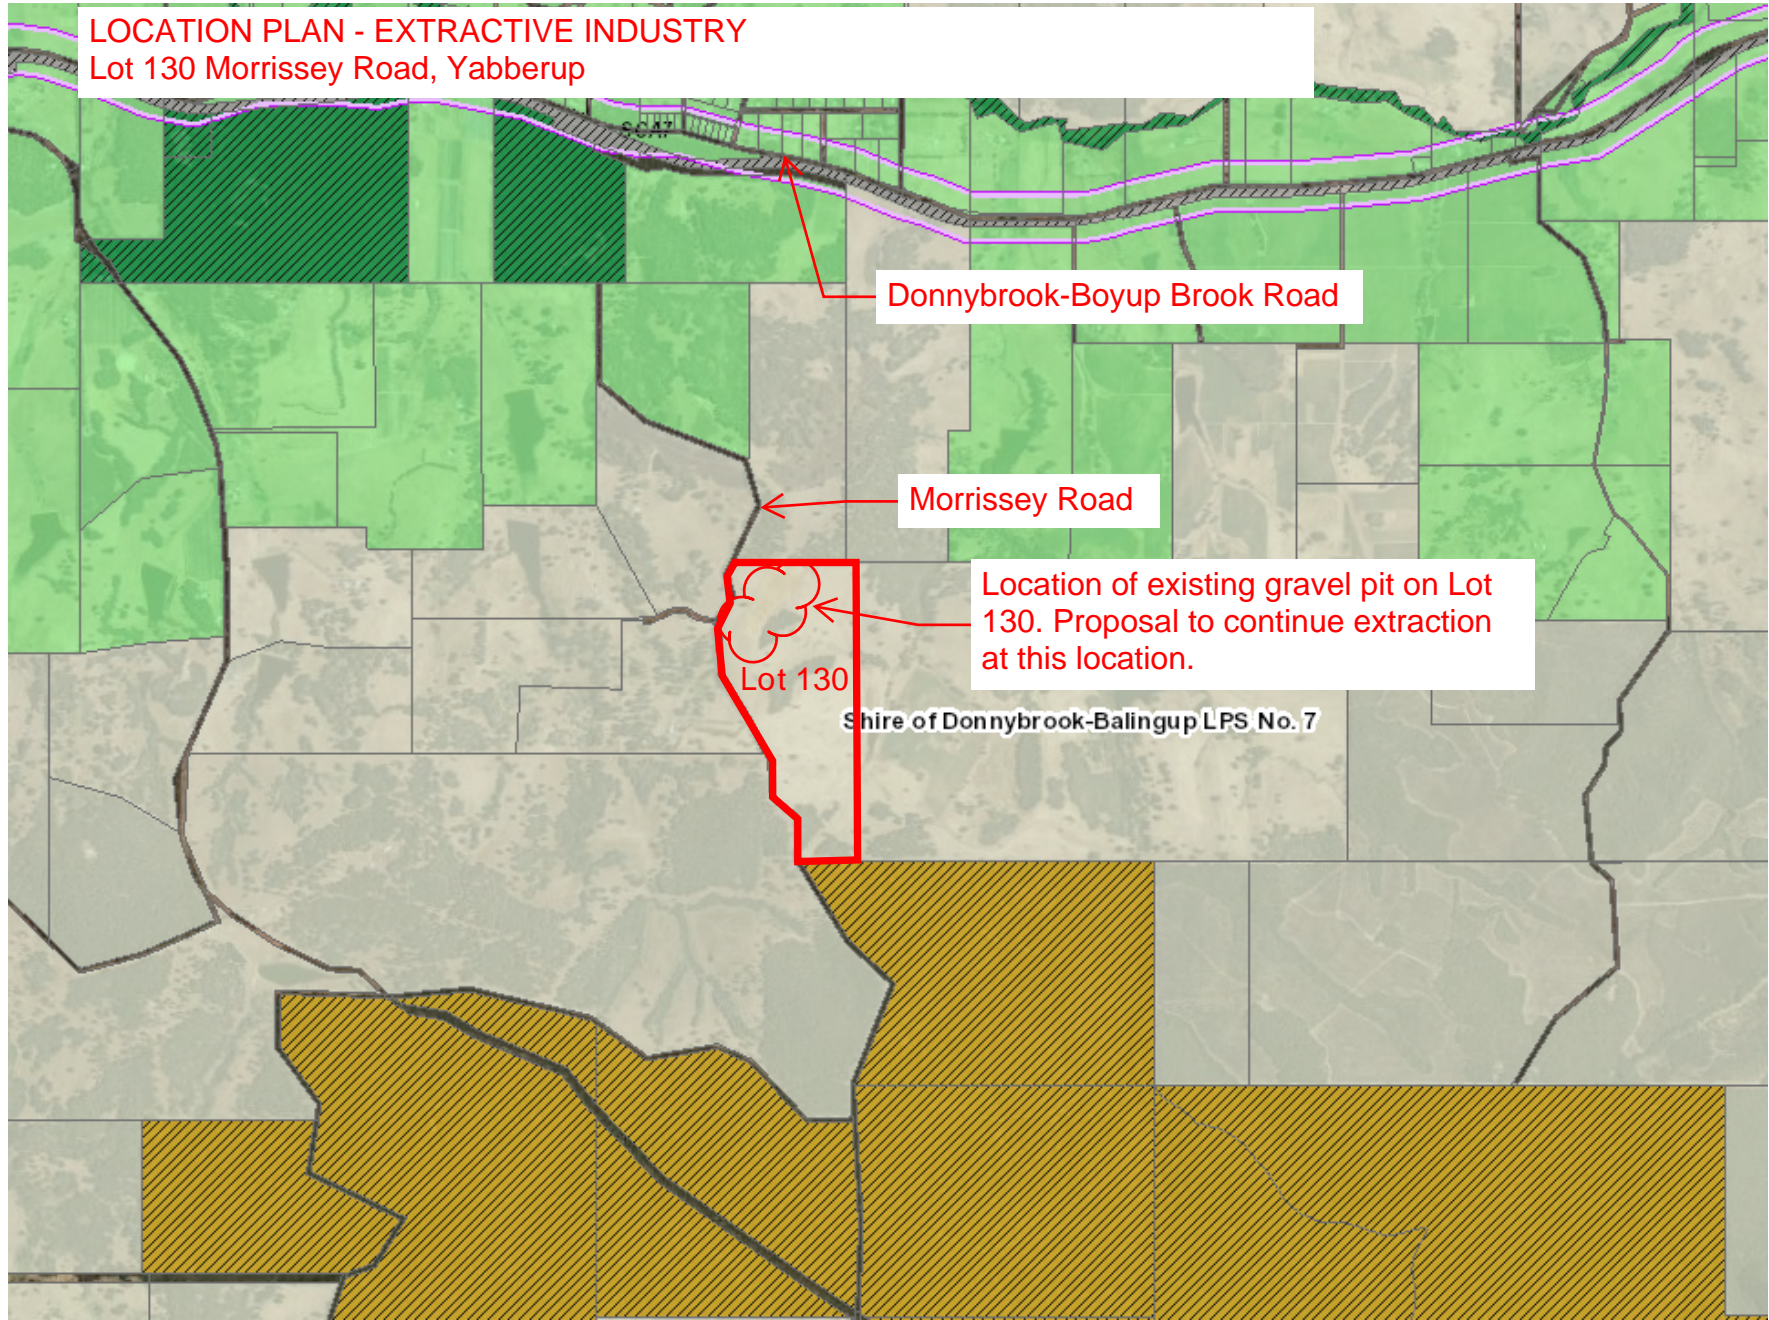 LOCATION PLAN - EXTRACTIVE INDUSTRY
Lot 130 Morrissey Road, Yabberup
SCA7
Donnybrook-Boyup Brook Road
Morrissey Road
Location of existing gravel pit on Lot
130. Proposal to continue extraction
at this location.
Lot 130
Shire of Donnybrook-Balingup LPS No. 7